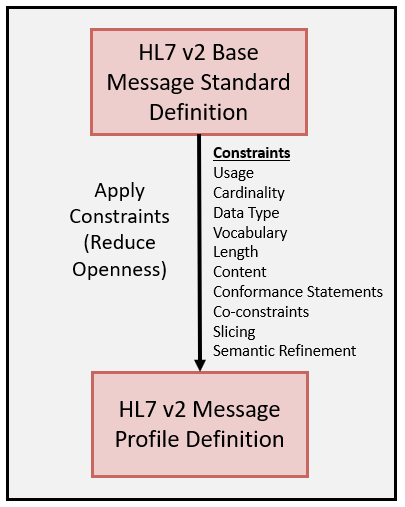 HL7 v2 Base
Message Standard
Definition
Apply
Constraints
(Reduce
Openness)
Constraints
Usage
Cardinality
Data Type
Vocabulary
Length
Content
Conformance Statements
Co-constraints
Slicing
Semantic Refinement
HL7 v2 Message
Profile Definition